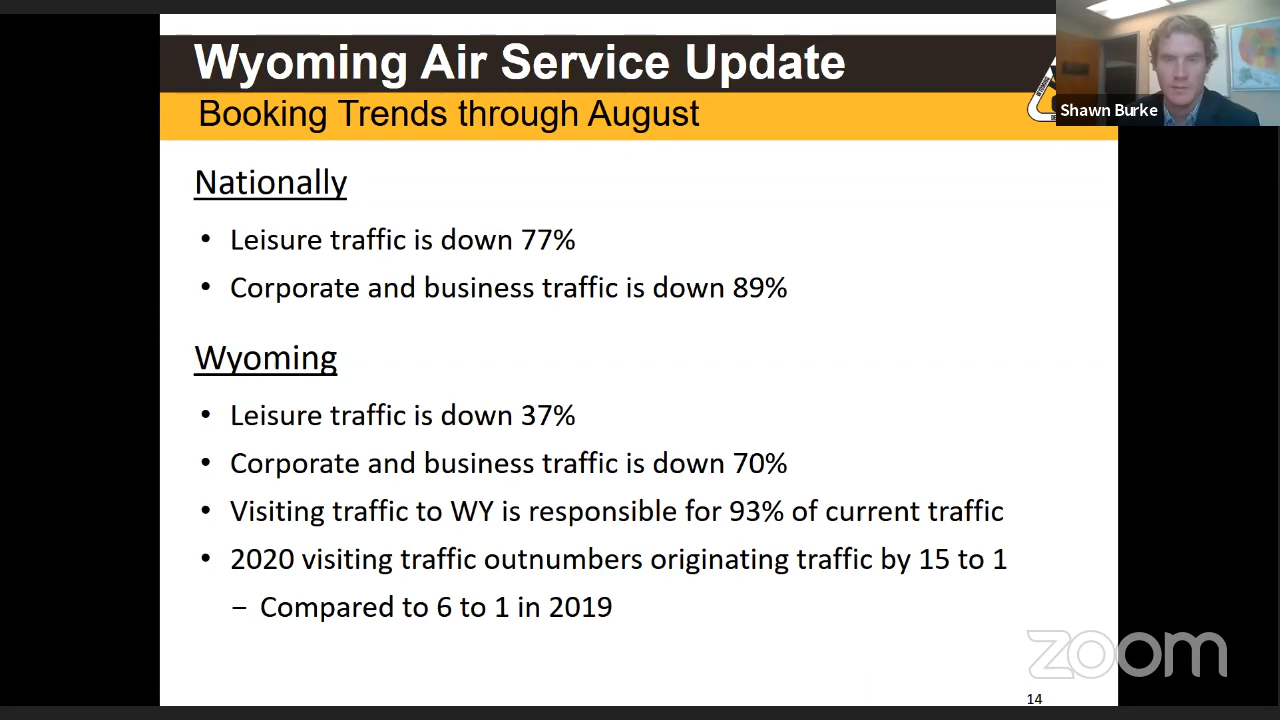 Wyoming Air Service Update
Booking Trends through August
Shawn Burke
Nationally
• Leisure traffic is down 77%
• Corporate and business traffic is down 89%
Wyoming
• Leisure traffic is down 37%
• Corporate and business traffic is down 70%
• Visiting traffic to WY is responsible for 93% of current traffic
• 2020 visiting traffic outnumbers originating traffic by 15 to 1
– Compared to 6 to 1 in 2019
zoom
14